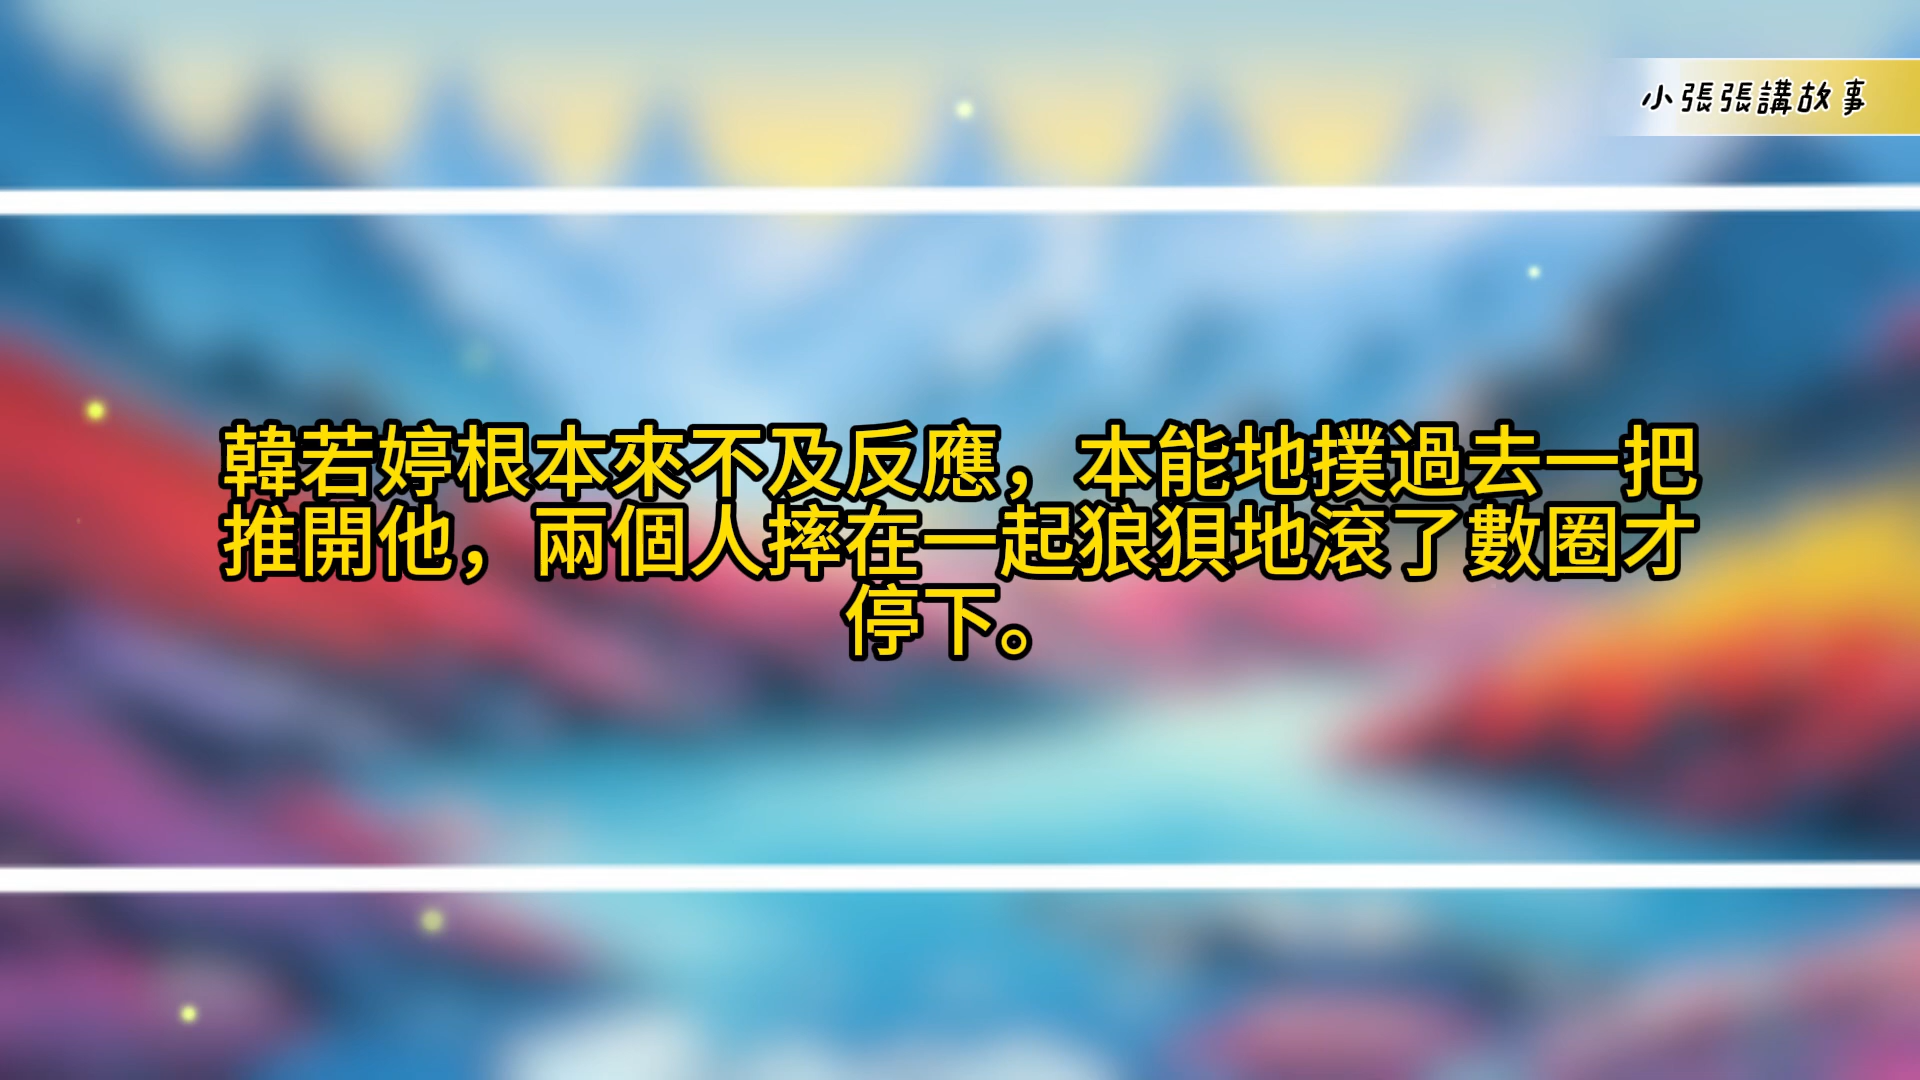 小張張講故事
韓若婷根本來不及反應，本能地撲過去一把
推開他，兩個人摔在一起狼狽地滾了數圈才
停下。